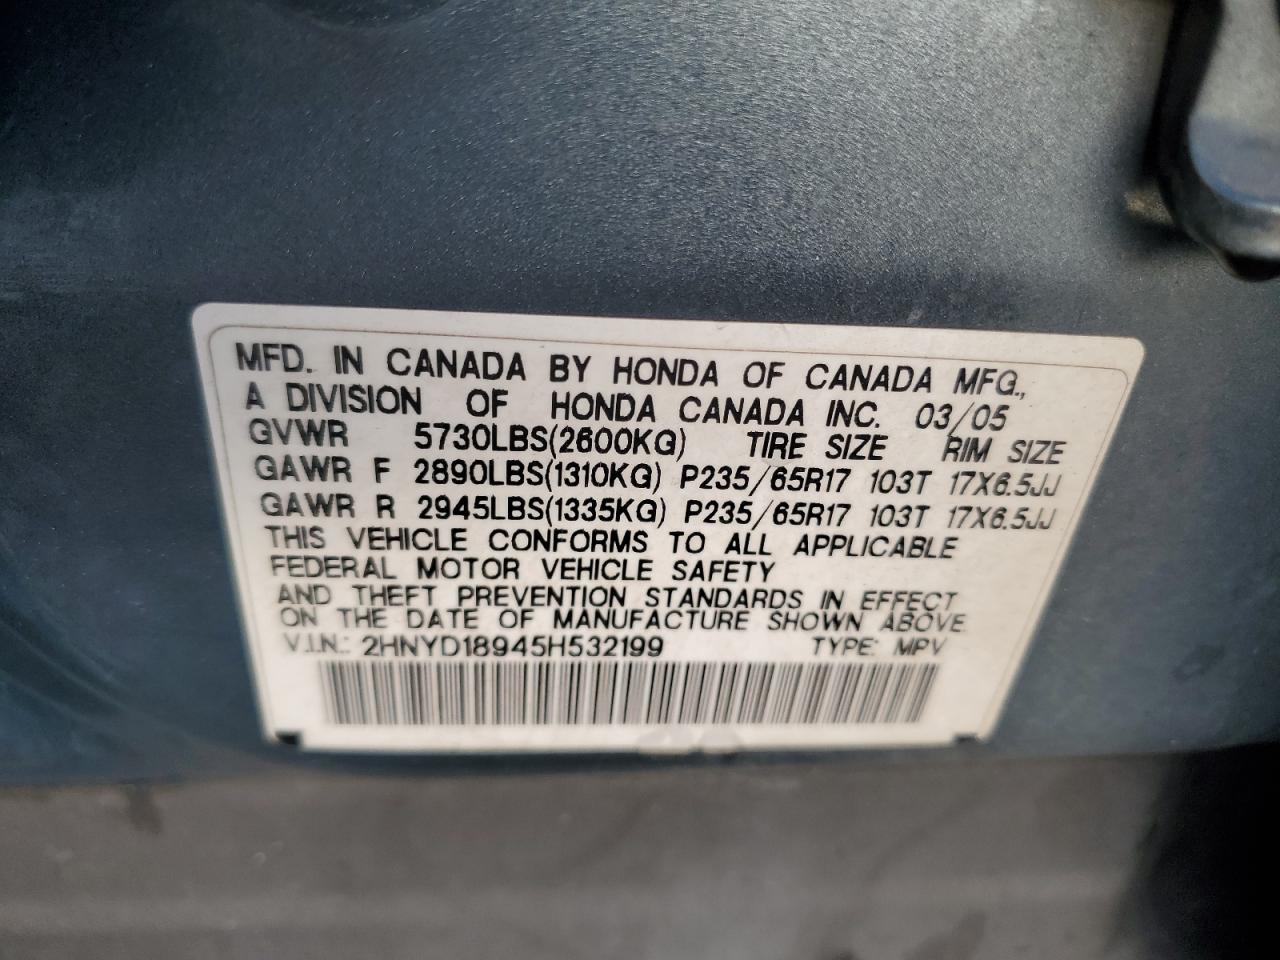 MFD. IN CANADA BY HONDA OF CANADA MFG.,
A DIVISION OF HONDA CANADA INC. 03/05
GVWR 5730LBS(2600KG) TIRE SIZE RIM SIZE
GAWR F 2890LBS(1310KG) P235/65R17 103T 17X6.5JJ
GAWR R 2945LBS(1335KG) P235/65R17 103T 17X6.5JJ
THIS VEHICLE CONFORMS TO ALL APPLICABLE
FEDERAL MOTOR VEHICLE SAFETY
AND THEFT PREVENTION STANDARDS IN EFFECT
ON THE DATE OF MANUFACTURE SHOWN ABOVE.
V.I.N.: 2HNYD18945H532199 TYPE: MPV